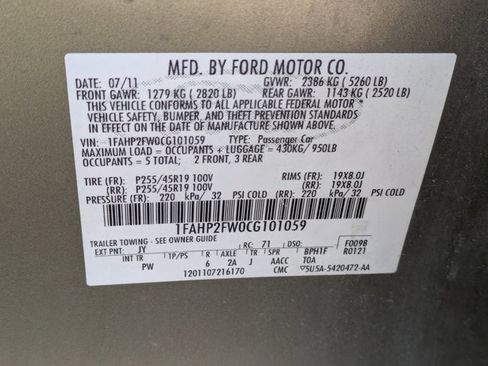 MFD. BY FORD MOTOR CO.
DATE: 07/11 GVWR: 2386 KG ( 5260 LB)
FRONT GAWR: 1279 KG ( 2820 LB) REAR GAWR: 1143 KG ( 2520 LB)
THIS VEHICLE CONFORMS TO ALL APPLICABLE FEDERAL MOTOR
VEHICLE SAFETY, BUMPER, AND THEFT PREVENTION STANDARDS
IN EFFECT ON THE DATE OF MANUFACTURE SHOWN ABOVE.
VIN: 1FAHP2FW0CG101059 TYPE: Passenger Car
MAXIMUM LOAD = OCCUPANTS + LUGGAGE = 430KG/ 950LB
OCCUPANTS = 5 TOTAL; 2 FRONT, 3 REAR
TIRE (FR): P255/45R19 100V RIMS (FR): 19X8.0J
(RR): P255/45R19 100V (RR): 19X8.0J
PRESSURE (FR): 220 kPa/ 32 PSI COLD (RR): 220 kPa/ 32 PSI COLD
1FAHP2FW0CG101059
TRAILER TOWING - SEE OWNER GUIDE
EXT PNT: JY RC: 71 DSO: F0098
INT TR TP/PS R AXLE TR SPR BPH1F R0121
PW 6 2A J AACC TOA
1201107216170 CMC ▽5U5A-5420472-AA